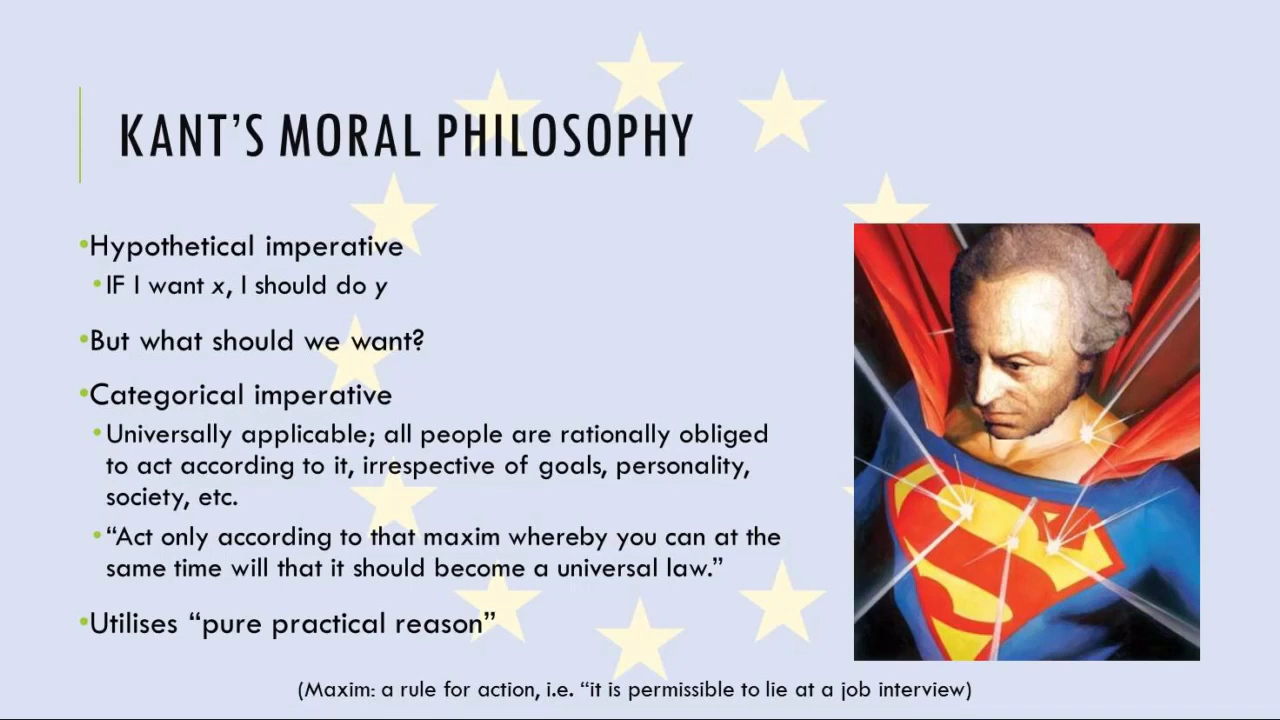 KANT'S MORAL PHILOSOPHY
•Hypothetical imperative
•IF I want x, I should do y
•But what should we want?
•Categorical imperative
•Universally applicable; all people are rationally obliged
to act according to it, irrespective of goals, personality,
society, etc.
•“Act only according to that maxim whereby you can at the
same time will that it should become a universal law.”
•Utilises “pure practical reason”
(Maxim: a rule for action, i.e. “it is permissible to lie at a job interview)